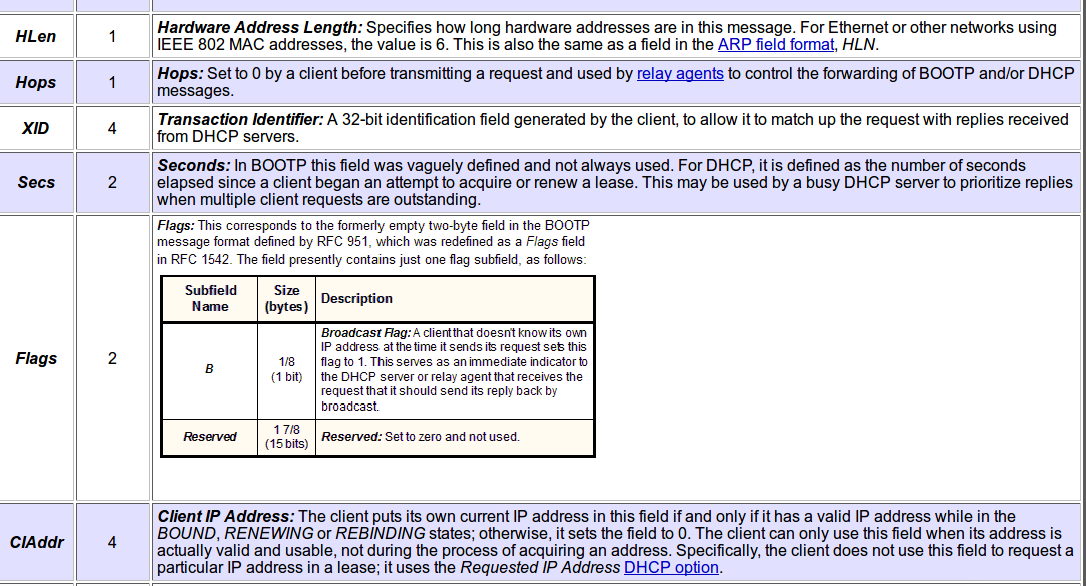 HLen
1
Hardware Address Length: Specifies how long hardware addresses are in this message. For Ethernet or other networks using
IEEE 802 MAC addresses, the value is 6. This is also the same as a field in the ARP field format, HLN.
Hops
1
Hops: Set to 0 by a client before transmitting a request and used by relay agents to control the forwarding of BOOTP and/or DHCP
messages.
XID
4
Transaction Identifier: A 32-bit identification field generated by the client, to allow it to match up the request with replies received
from DHCP servers.
Secs
2
Seconds: In BOOTP this field was vaguely defined and not always used. For DHCP, it is defined as the number of seconds
elapsed since a client began an attempt to acquire or renew a lease. This may be used by a busy DHCP server to prioritize replies
when multiple client requests are outstanding.
Flags
2
Flags: This corresponds to the formerly empty two-byte field in the BOOTP
message format defined by RFC 951, which was redefined as a Flags field
in RFC 1542. The field presently contains just one flag subfield, as follows:
Subfield
Name
Size
(bytes)
Description
B
1/8
(1 bit)
Broadcast Flag: A client that doesn't know its own
IP address at the time it sends its request sets this
flag to 1. This serves as an immediate indicator to
the DHCP server or relay agent that receives the
request that it should send its reply back by
broadcast.
Reserved
1 7/8
(15 bits)
Reserved: Set to zero and not used.
CIAddr
4
Client IP Address: The client puts its own current IP address in this field if and only if it has a valid IP address while in the
BOUND, RENEWING or REBINDING states; otherwise, it sets the field to 0. The client can only use this field when its address is
actually valid and usable, not during the process of acquiring an address. Specifically, the client does not use this field to request a
particular IP address in a lease; it uses the Requested IP Address DHCP option.